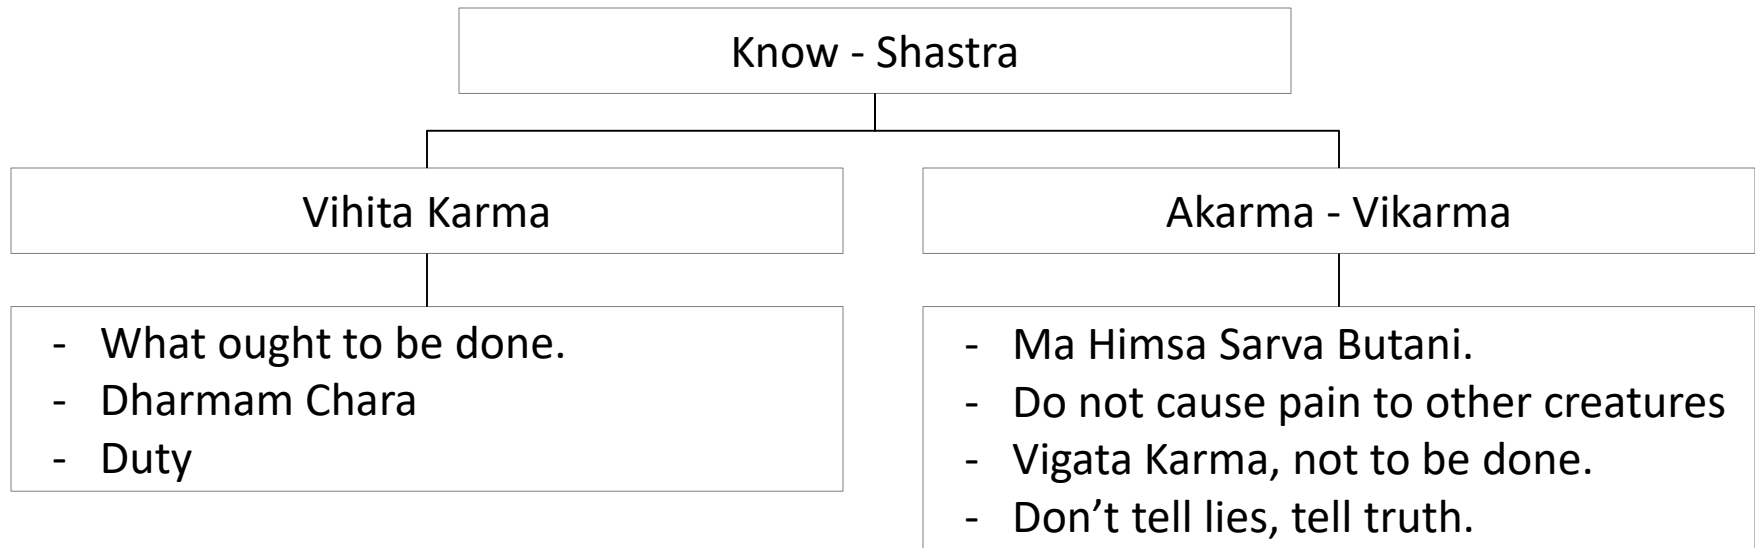 Know - Shastra
Vihita Karma
- What ought to be done.
- Dharmam Chara
- Duty
Akarma - Vikarma
- Ma Himsa Sarva Butani.
- Do not cause pain to other creatures
- Vigata Karma, not to be done.
- Don’t tell lies, tell truth.